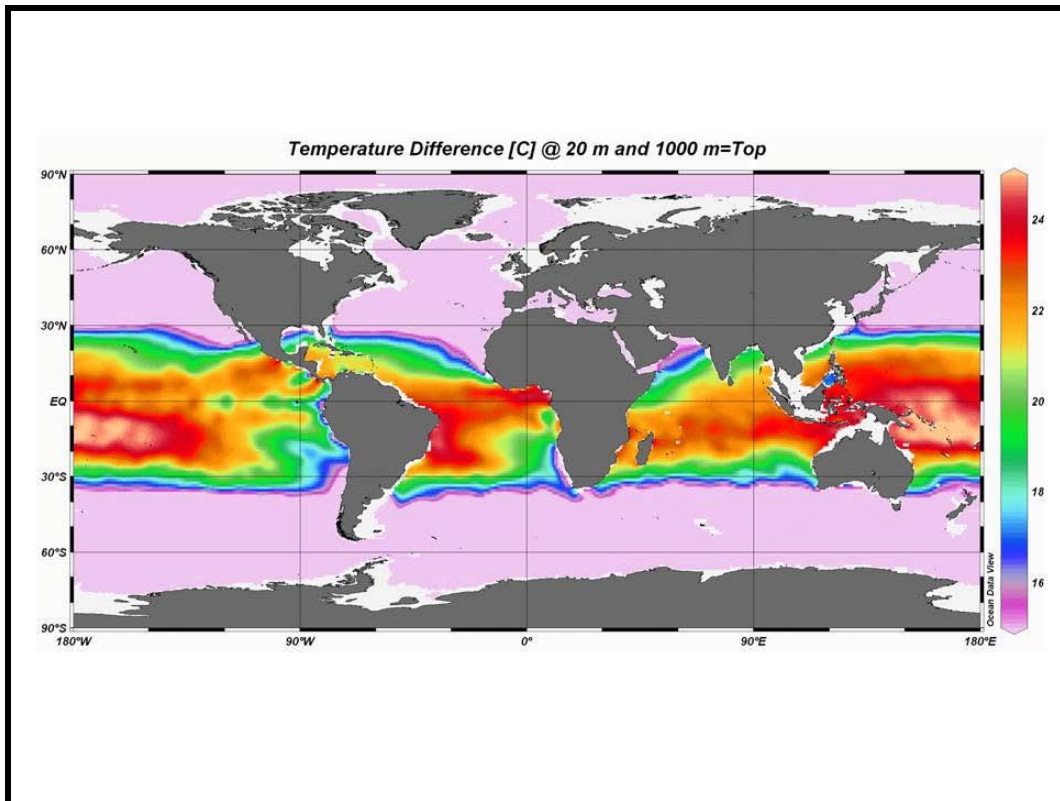 Temperature Difference [C] @ 20 m and 1000 m=Top
90°N
60°N
30°N
EQ
30°S
60°S
90°S
180°W
90°W
0°
90°E
180°E
24
22
20
18
16
Ocean Data View